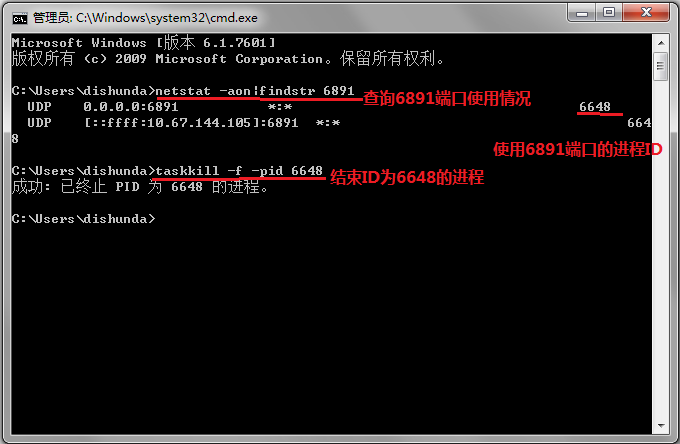 管理员: C:\Windows\system32\cmd.exe
Microsoft Windows [版本 6.1.7601]
版权所有 (c) 2009 Microsoft Corporation。保留所有权利。
C:\Users\dishunda>netstat -aon|findstr 6891
查询6891端口使用情况
UDP    0.0.0.0:6891           *:*                                    6648
UDP    [::ffff:10.67.144.105]:6891  *:*                                    664
8
使用6891端口的进程ID
C:\Users\dishunda>taskkill -f -pid 6648
结束ID为6648的进程
成功: 已终止 PID 为 6648 的进程。
C:\Users\dishunda>